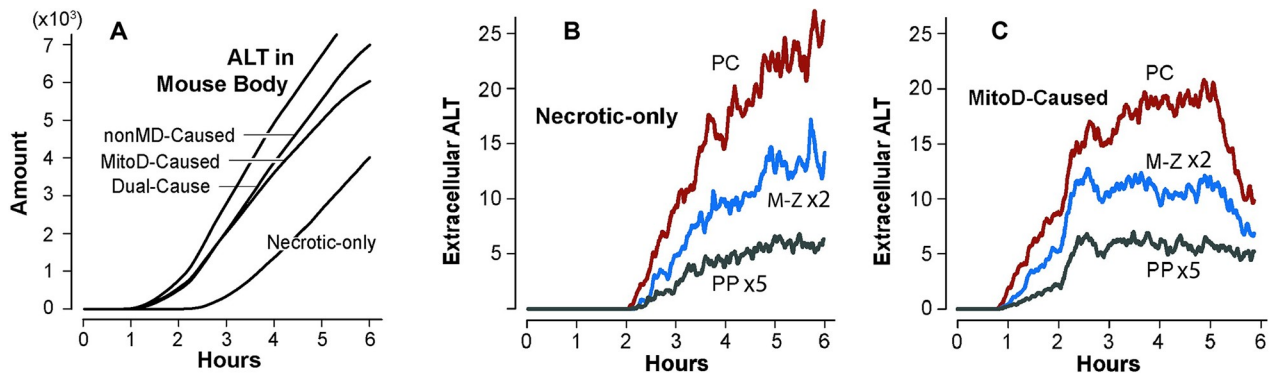 (x10³)
A
ALT in
Mouse Body
nonMD-Caused
MitoD-Caused
Dual-Cause
Necrotic-only
Amount
7
6
5
4
3
2
1
0
0 1 2 3 4 5 6
Hours
B
Necrotic-only
PC
M-Z x2
PP x5
Extracellular ALT
25
20
15
10
5
0
0 1 2 3 4 5 6
Hours
C
MitoD-Caused
PC
M-Z x2
PP x5
Extracellular ALT
25
20
15
10
5
0
0 1 2 3 4 5 6
Hours